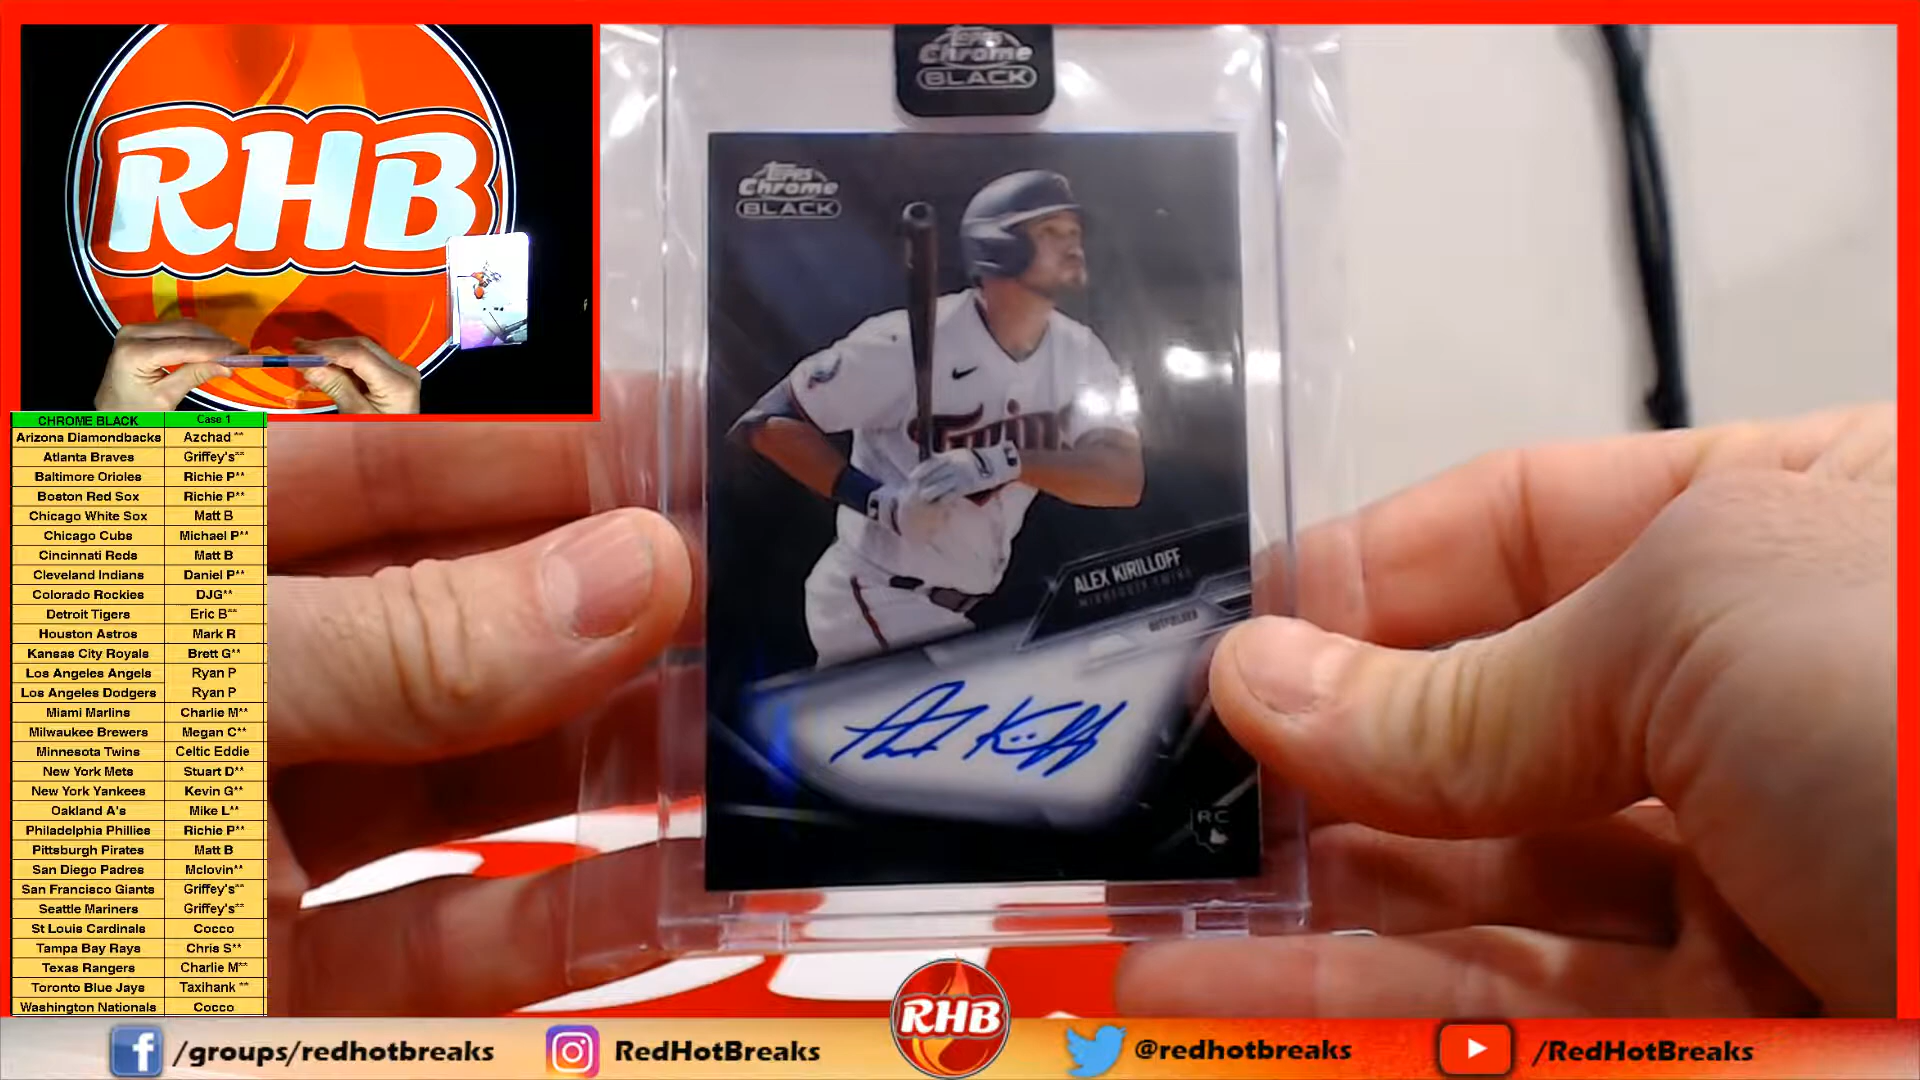 RHB
Topps
Chrome
BLACK
Topps
Chrome
BLACK
Twins
ALEX KIRILLOFF
MINNESOTA TWINS
OUTFIELDER
RC
CHROME BLACK Case 1
Arizona Diamondbacks Azchad **
Atlanta Braves Griffey's**
Baltimore Orioles Richie P**
Boston Red Sox Richie P**
Chicago White Sox Matt B
Chicago Cubs Michael P**
Cincinnati Reds Matt B
Cleveland Indians Daniel P**
Colorado Rockies DJG**
Detroit Tigers Eric B**
Houston Astros Mark R
Kansas City Royals Brett G**
Los Angeles Angels Ryan P
Los Angeles Dodgers Ryan P
Miami Marlins Charlie M**
Milwaukee Brewers Megan C**
Minnesota Twins Celtic Eddie
New York Mets Stuart D**
New York Yankees Kevin G**
Oakland A's Mike L**
Philadelphia Phillies Richie P**
Pittsburgh Pirates Matt B
San Diego Padres Mclovin**
San Francisco Giants Griffey's**
Seattle Mariners Griffey's**
St Louis Cardinals Cocco
Tampa Bay Rays Chris S**
Texas Rangers Charlie M**
Toronto Blue Jays Taxihank **
Washington Nationals Cocco
/groups/redhotbreaks
RedHotBreaks
RHB
@redhotbreaks
/RedHotBreaks